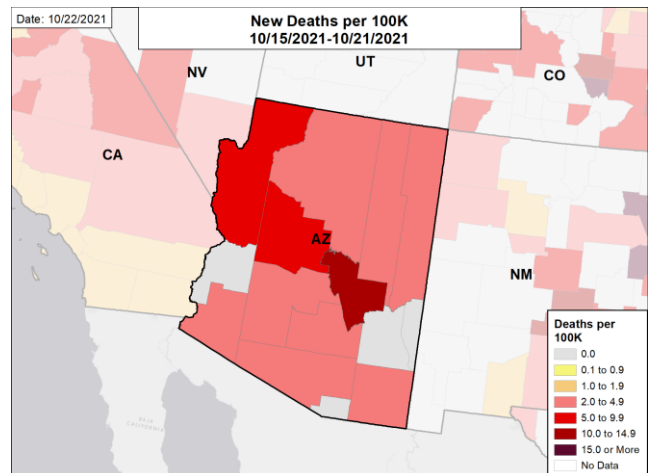 Date: 10/22/2021
New Deaths per 100K
10/15/2021-10/21/2021
NV
UT
CO
CA
AZ
NM
BAJA
CALIFORNIA
Deaths per
100K
0.0
0.1 to 0.9
1.0 to 1.9
2.0 to 4.9
5.0 to 9.9
10.0 to 14.9
15.0 or More
No Data